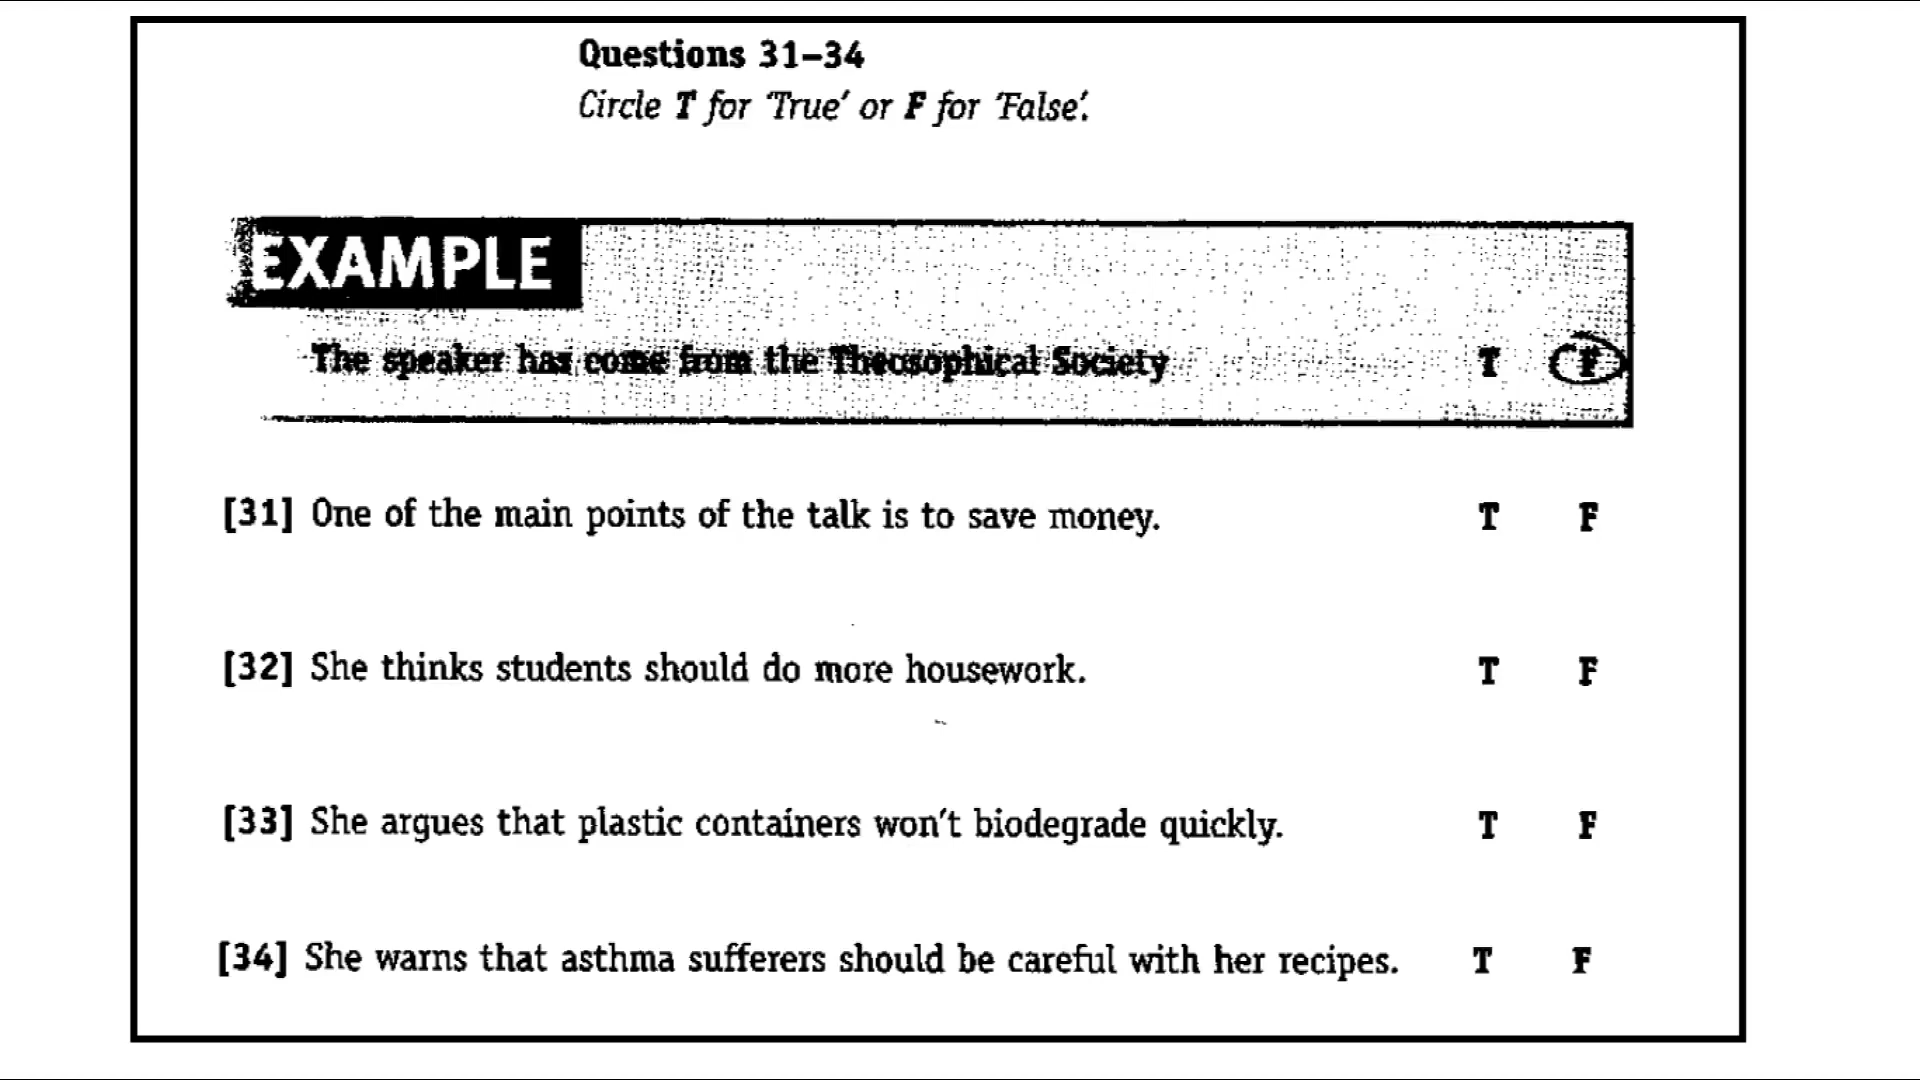 Questions 31–34
Circle T for 'True' or F for 'False'.
EXAMPLE
The speaker has come from the Theosophical Society T F
[31] One of the main points of the talk is to save money. T F
[32] She thinks students should do more housework. T F
[33] She argues that plastic containers won't biodegrade quickly. T F
[34] She warns that asthma sufferers should be careful with her recipes. T F